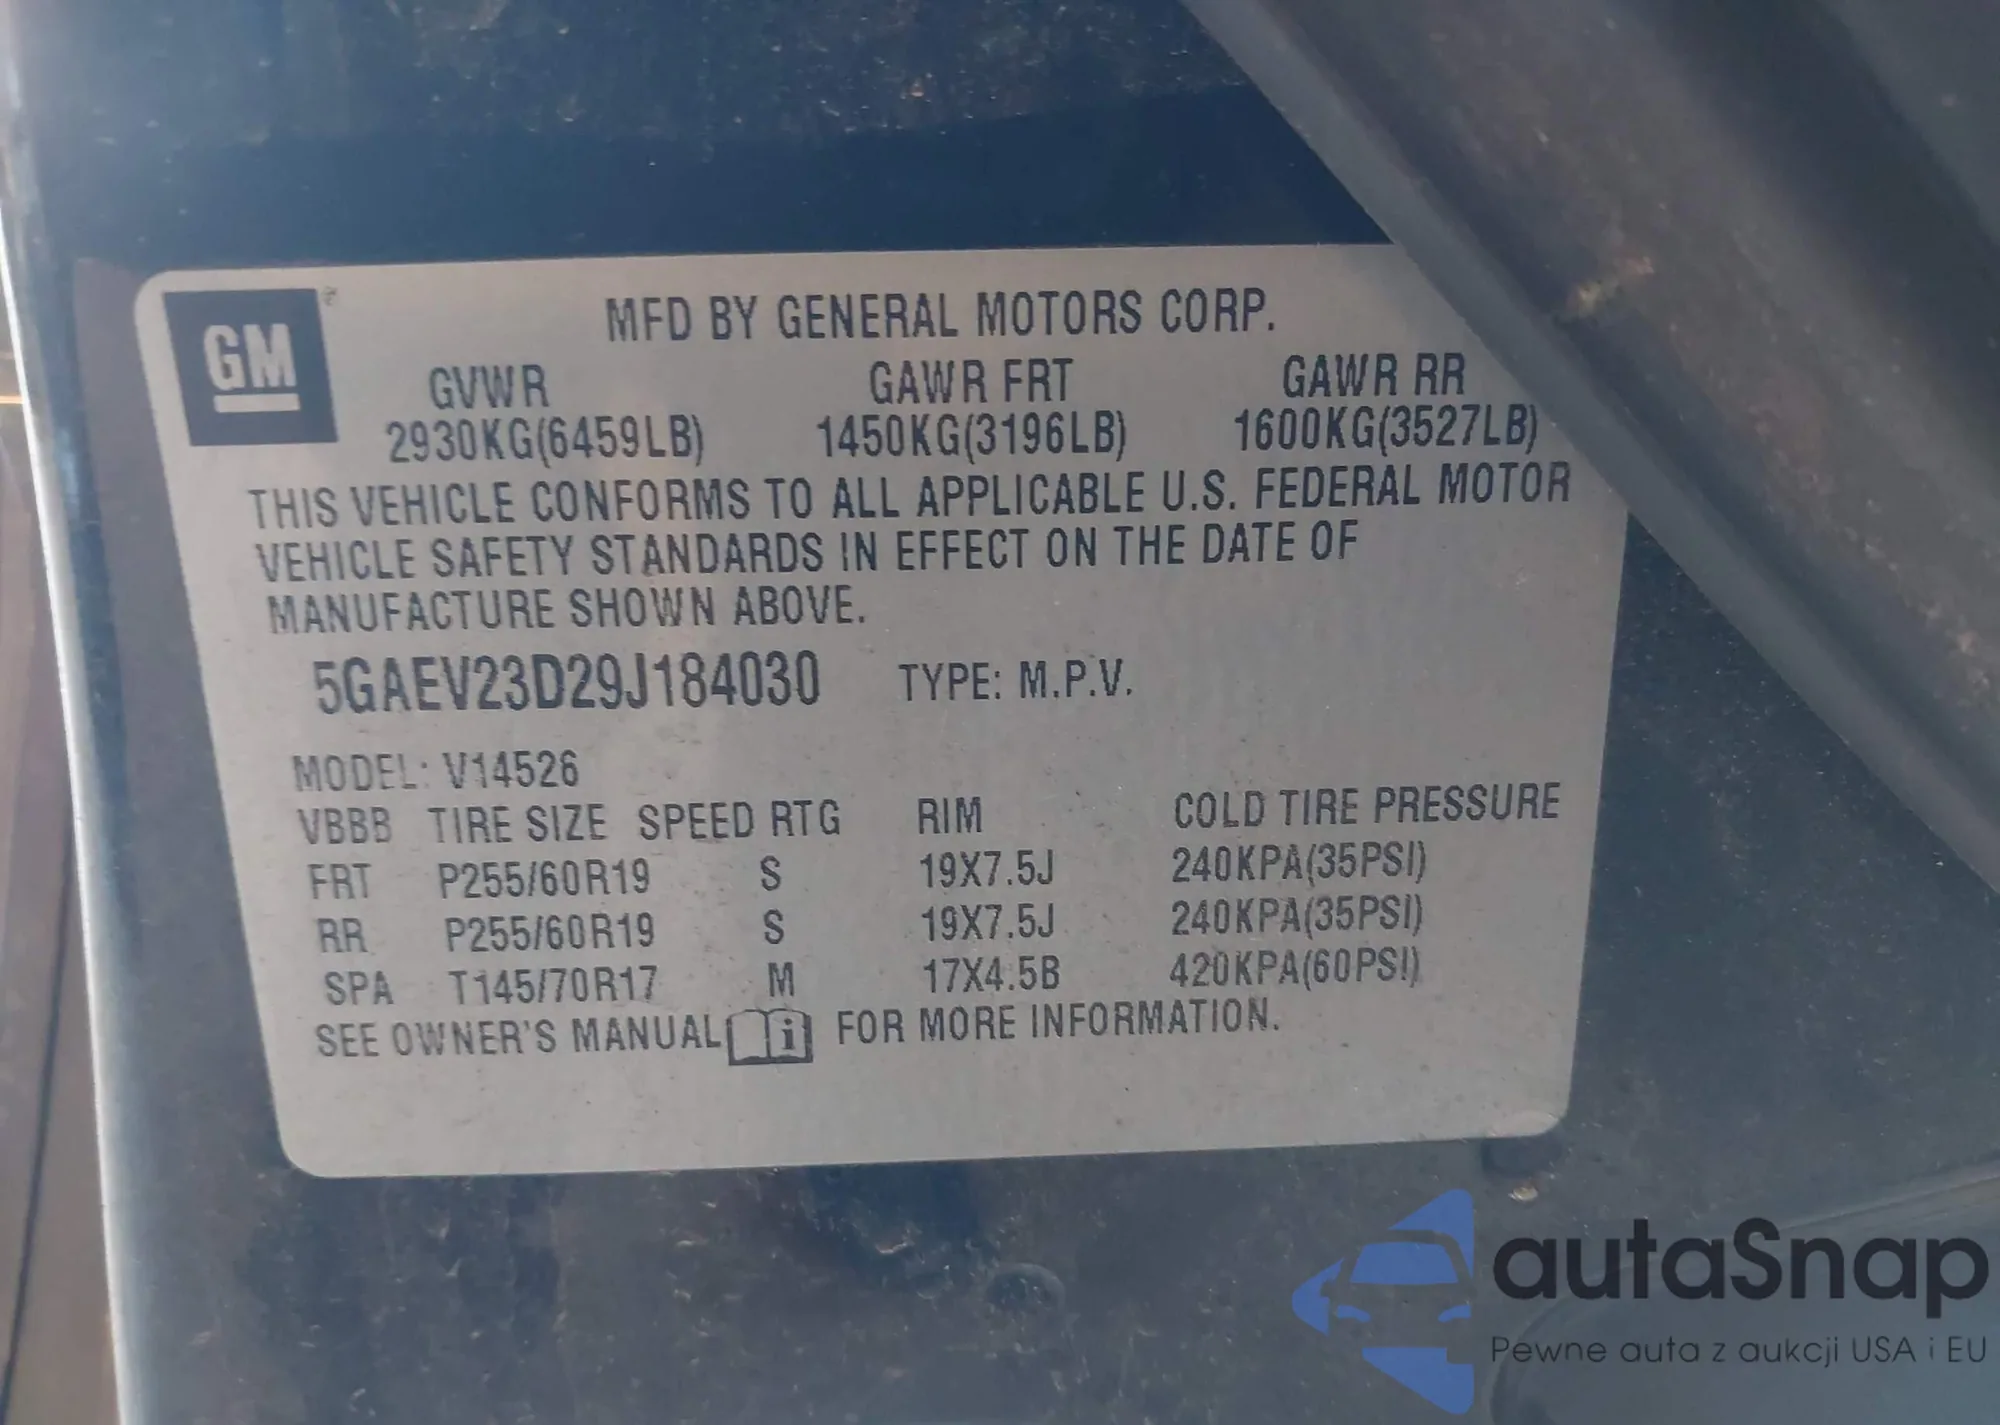 GM ®
MFD BY GENERAL MOTORS CORP.
GVWR GAWR FRT GAWR RR
2930KG(6459LB) 1450KG(3196LB) 1600KG(3527LB)
THIS VEHICLE CONFORMS TO ALL APPLICABLE U.S. FEDERAL MOTOR
VEHICLE SAFETY STANDARDS IN EFFECT ON THE DATE OF
MANUFACTURE SHOWN ABOVE.
5GAEV23D29J184030 TYPE: M.P.V.
MODEL: V14526
VBBB TIRE SIZE SPEED RTG RIM COLD TIRE PRESSURE
FRT P255/60R19 S 19X7.5J 240KPA(35PSI)
RR P255/60R19 S 19X7.5J 240KPA(35PSI)
SPA T145/70R17 M 17X4.5B 420KPA(60PSI)
SEE OWNER'S MANUAL i FOR MORE INFORMATION.
autaSnap
Pewne auta z aukcji USA i EU